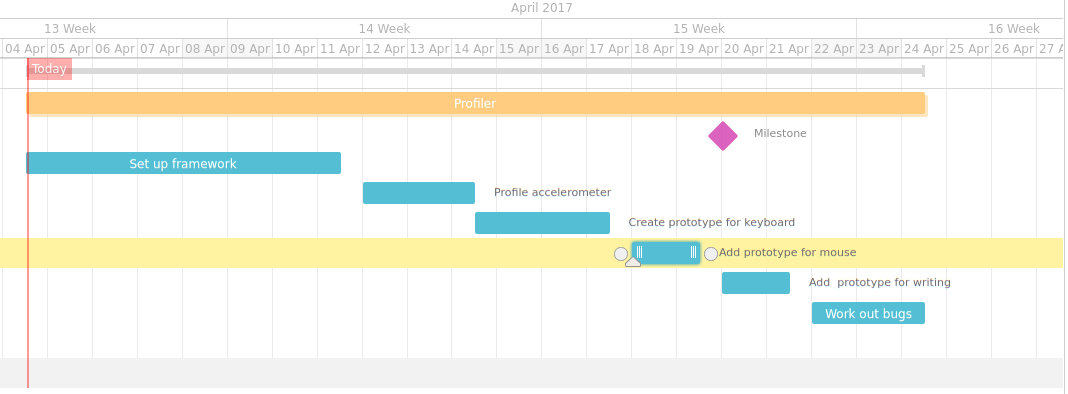 April 2017
13 Week 14 Week 15 Week 16 Week
04 Apr 05 Apr 06 Apr 07 Apr 08 Apr 09 Apr 10 Apr 11 Apr 12 Apr 13 Apr 14 Apr 15 Apr 16 Apr 17 Apr 18 Apr 19 Apr 20 Apr 21 Apr 22 Apr 23 Apr 24 Apr 25 Apr 26 Apr 27 A
Today
Profiler
Milestone
Set up framework
Profile accelerometer
Create prototype for keyboard
Add prototype for mouse
Add prototype for writing
Work out bugs